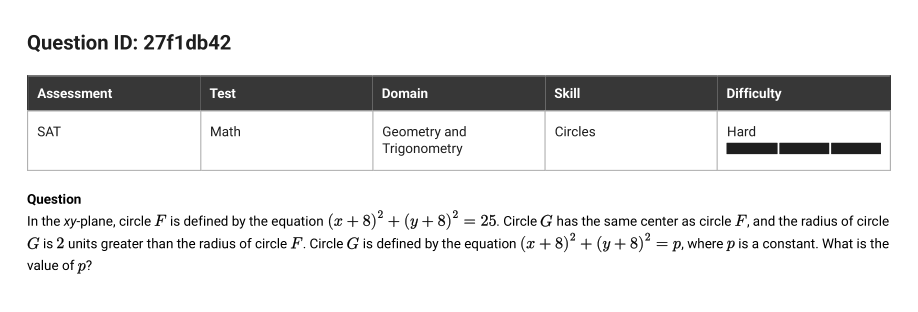 Question ID: 27f1db42
Assessment Test Domain Skill Difficulty
SAT Math Geometry and Trigonometry Circles Hard
Question
In the xy-plane, circle F is defined by the equation (x + 8)² + (y + 8)² = 25. Circle G has the same center as circle F, and the radius of circle
G is 2 units greater than the radius of circle F. Circle G is defined by the equation (x + 8)² + (y + 8)² = p, where p is a constant. What is the
value of p?